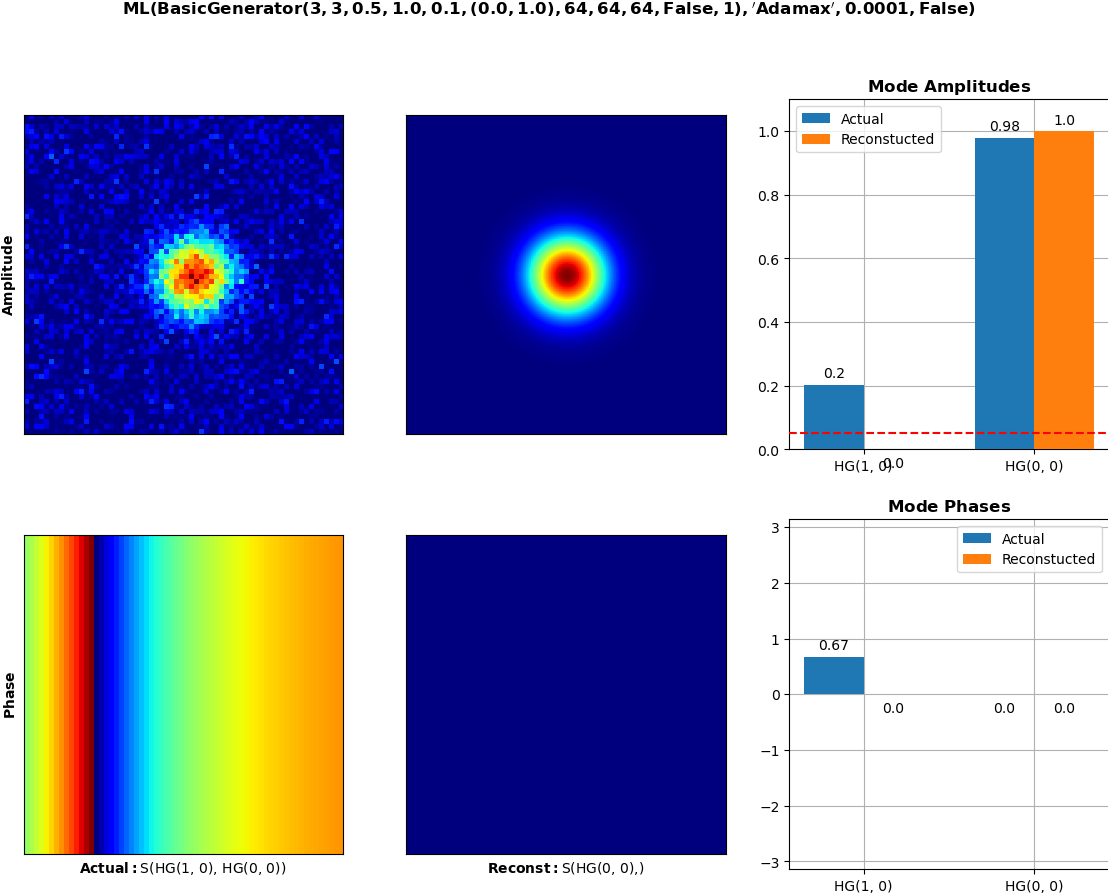 ML(BasicGenerator(3, 3, 0.5, 1.0, 0.1, (0.0, 1.0), 64, 64, 64, False, 1), ′Adamax′, 0.0001, False)
Mode Amplitudes
Amplitude
Actual
Reconstucted
0.2
0.0
0.98
1.0
1.0
0.8
0.6
0.4
0.2
0.0
HG(1, 0)
HG(0, 0)
Mode Phases
Phase
Actual
Reconstucted
0.67
0.0
0.0
0.0
3
2
1
0
−1
−2
−3
HG(1, 0)
HG(0, 0)
Actual: S(HG(1, 0), HG(0, 0))
Reconst: S(HG(0, 0),)